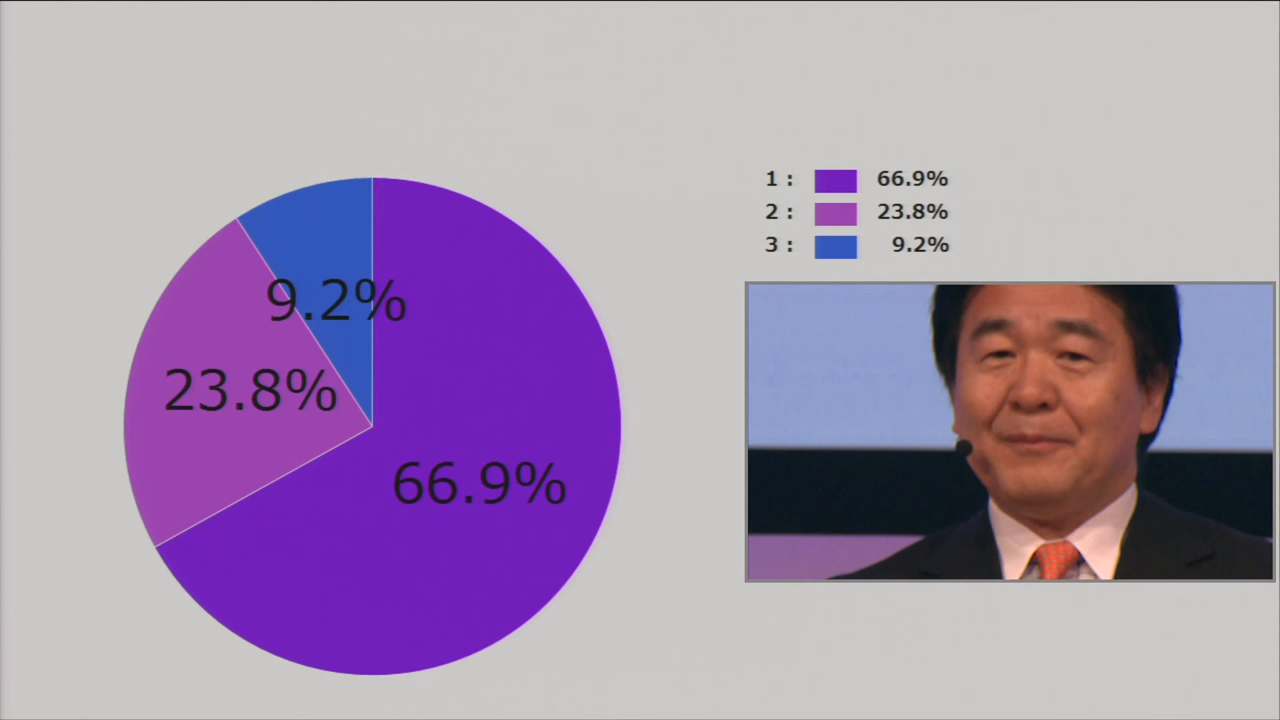 1 : 66.9%
2 : 23.8%
3 : 9.2%
9.2%
23.8%
66.9%